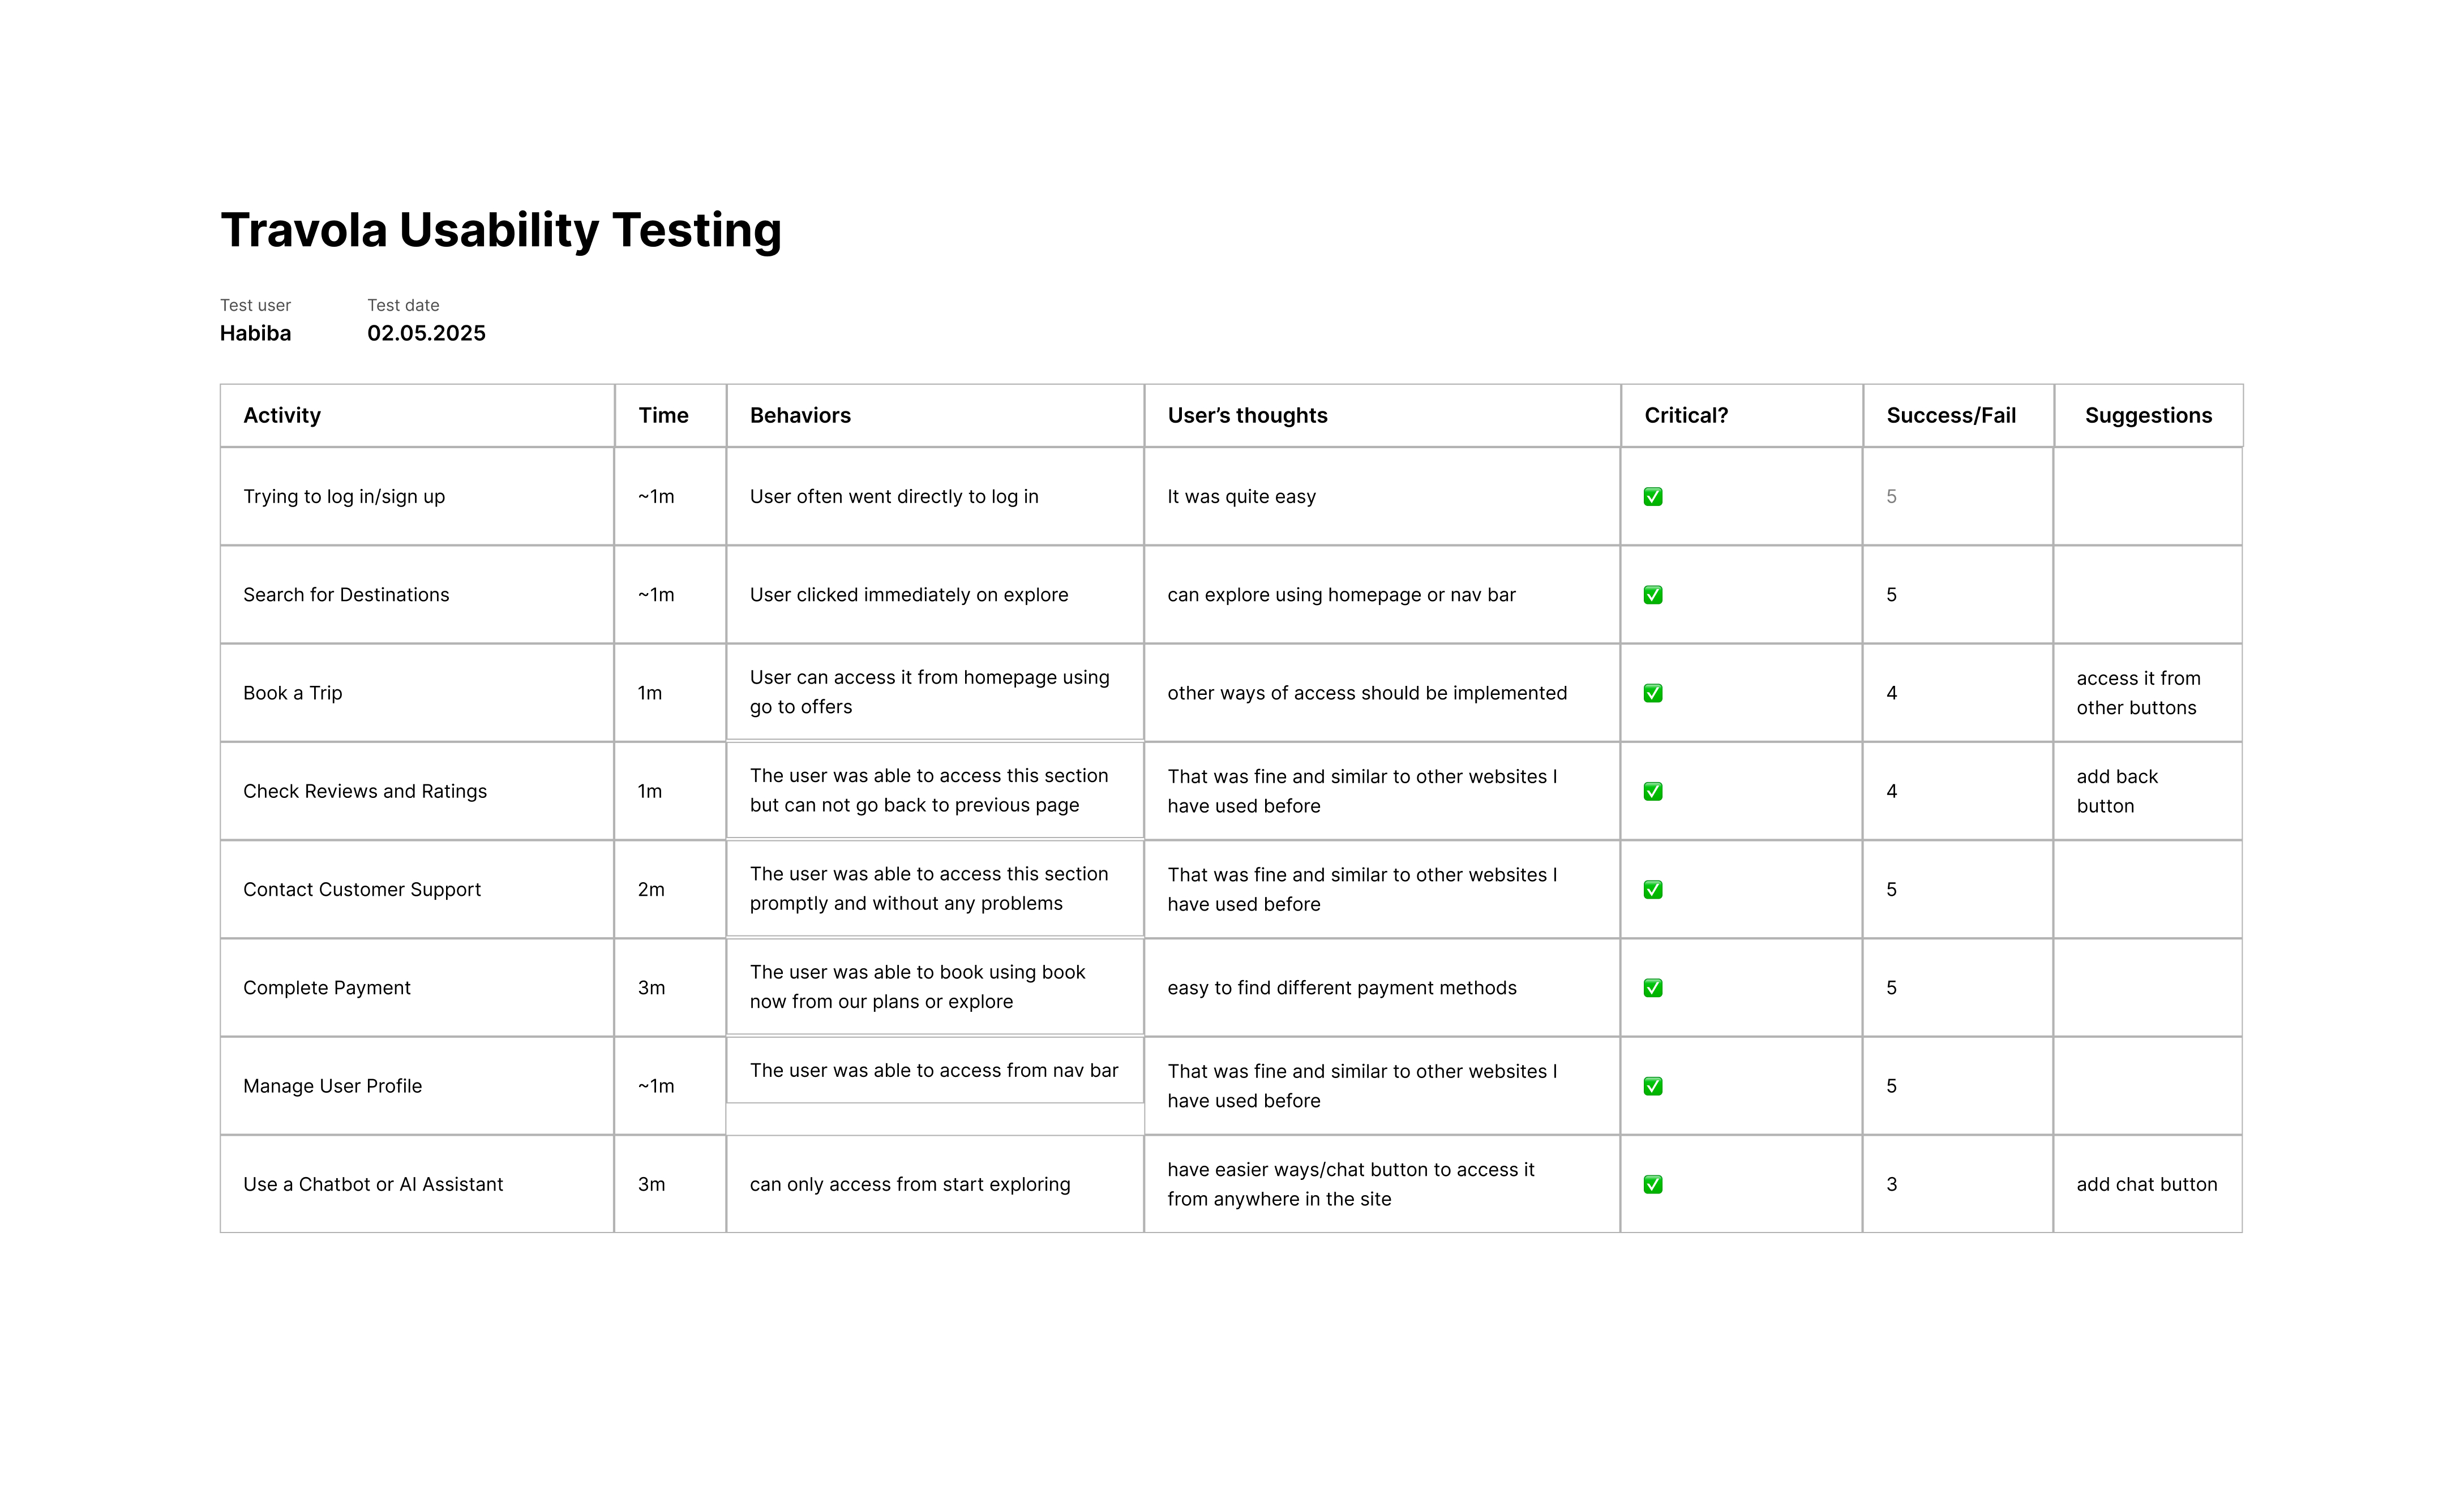 Travola Usability Testing
Test user
Test date
Habiba
02.05.2025
Activity
Time
Behaviors
User’s thoughts
Critical?
Success/Fail
Suggestions
Trying to log in/sign up
~1m
User often went directly to log in
It was quite easy
✅
5
Search for Destinations
~1m
User clicked immediately on explore
can explore using homepage or nav bar
✅
5
Book a Trip
1m
User can access it from homepage using
go to offers
other ways of access should be implemented
✅
4
access it from
other buttons
Check Reviews and Ratings
1m
The user was able to access this section
but can not go back to previous page
That was fine and similar to other websites I
have used before
✅
4
add back
button
Contact Customer Support
2m
The user was able to access this section
promptly and without any problems
That was fine and similar to other websites I
have used before
✅
5
Complete Payment
3m
The user was able to book using book
now from our plans or explore
easy to find different payment methods
✅
5
Manage User Profile
~1m
The user was able to access from nav bar
That was fine and similar to other websites I
have used before
✅
5
Use a Chatbot or AI Assistant
3m
can only access from start exploring
have easier ways/chat button to access it
from anywhere in the site
✅
3
add chat button